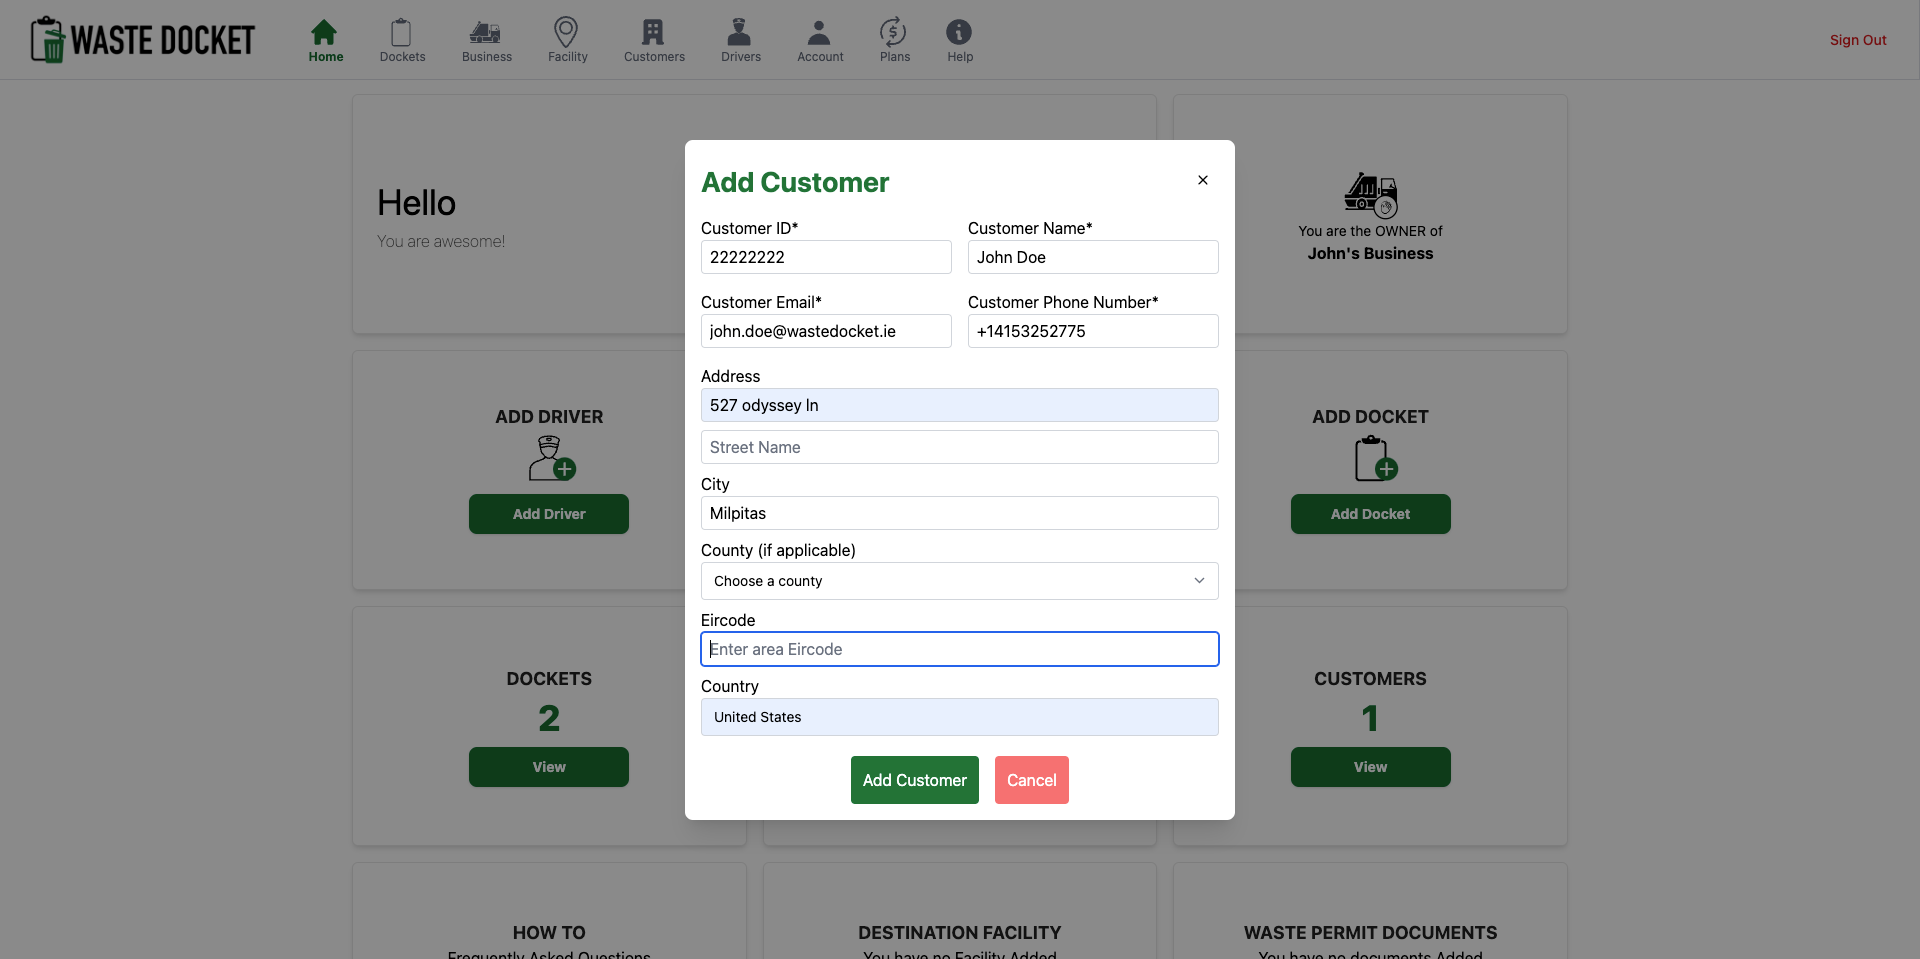 WASTE DOCKET
Home
Dockets
Business
Facility
Customers
Drivers
Account
Plans
Help
Sign Out
Hello
You are awesome!
You are the OWNER of
John's Business
Add Customer
×
Customer ID*
Customer Name*
22222222
John Doe
Customer Email*
Customer Phone Number*
john.doe@wastedocket.ie
+14153252775
Address
527 odyssey ln
Street Name
City
Milpitas
County (if applicable)
Choose a county
Eircode
Enter area Eircode
Country
United States
Add Customer
Cancel
ADD DRIVER
Add Driver
ADD DOCKET
Add Docket
DOCKETS
2
View
CUSTOMERS
1
View
HOW TO
Frequently Asked Questions
DESTINATION FACILITY
You have no Facility Added
WASTE PERMIT DOCUMENTS
You have no documents Added